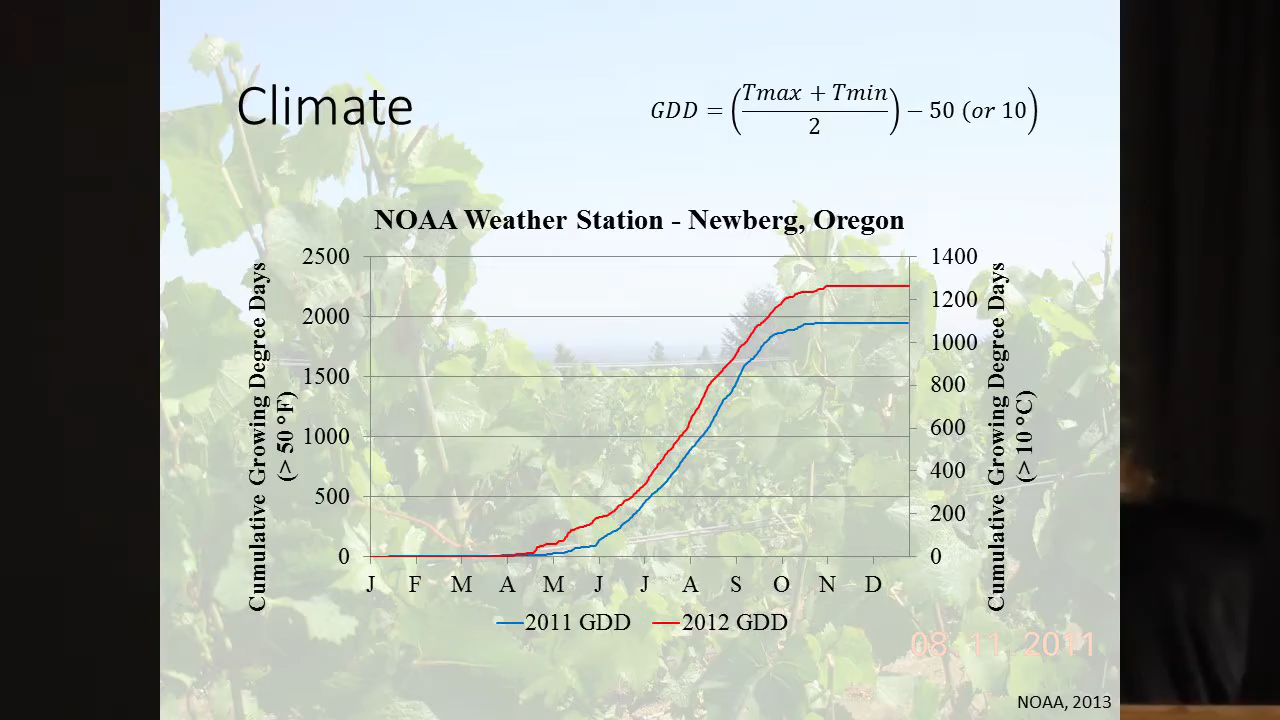 Climate
GDD = (Tmax + Tmin / 2) − 50 (or 10)
NOAA Weather Station - Newberg, Oregon
Cumulative Growing Degree Days
(> 50 °F)
2500
2000
1500
1000
500
0
1400
1200
1000
800
600
400
200
0
Cumulative Growing Degree Days
(> 10 °C)
J F M A M J J A S O N D
2011 GDD 2012 GDD
08 11 2011
NOAA, 2013